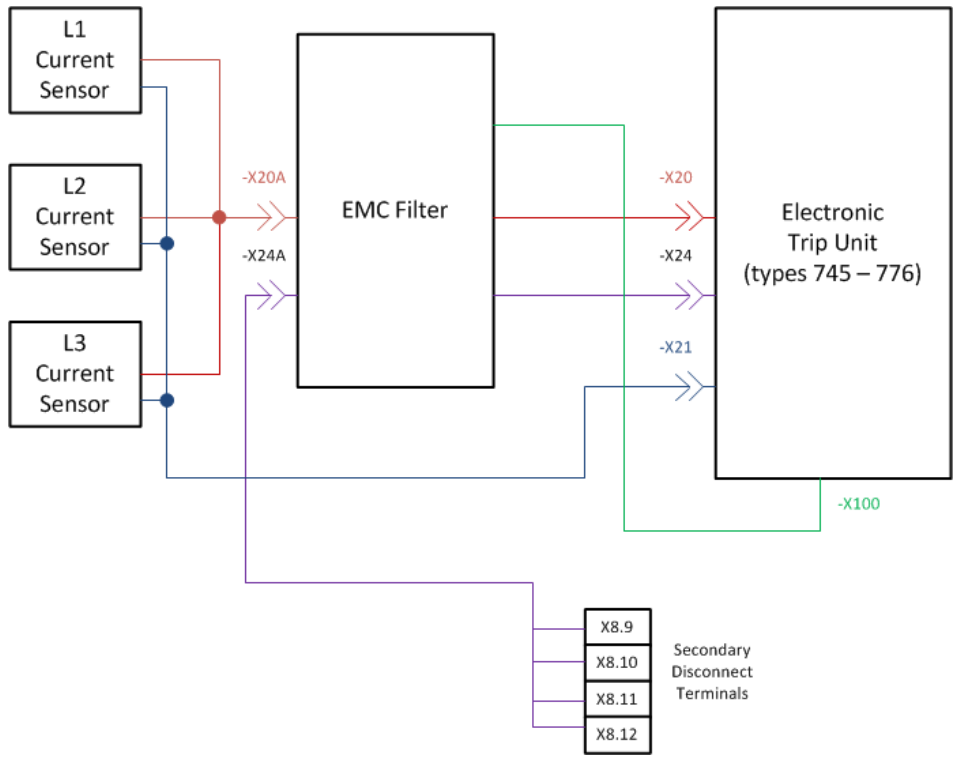 L1
Current
Sensor
L2
Current
Sensor
L3
Current
Sensor
-X20A
-X24A
EMC Filter
-X20
-X24
-X21
Electronic
Trip Unit
(types 745 – 776)
-X100
X8.9
X8.10
X8.11
X8.12
Secondary
Disconnect
Terminals